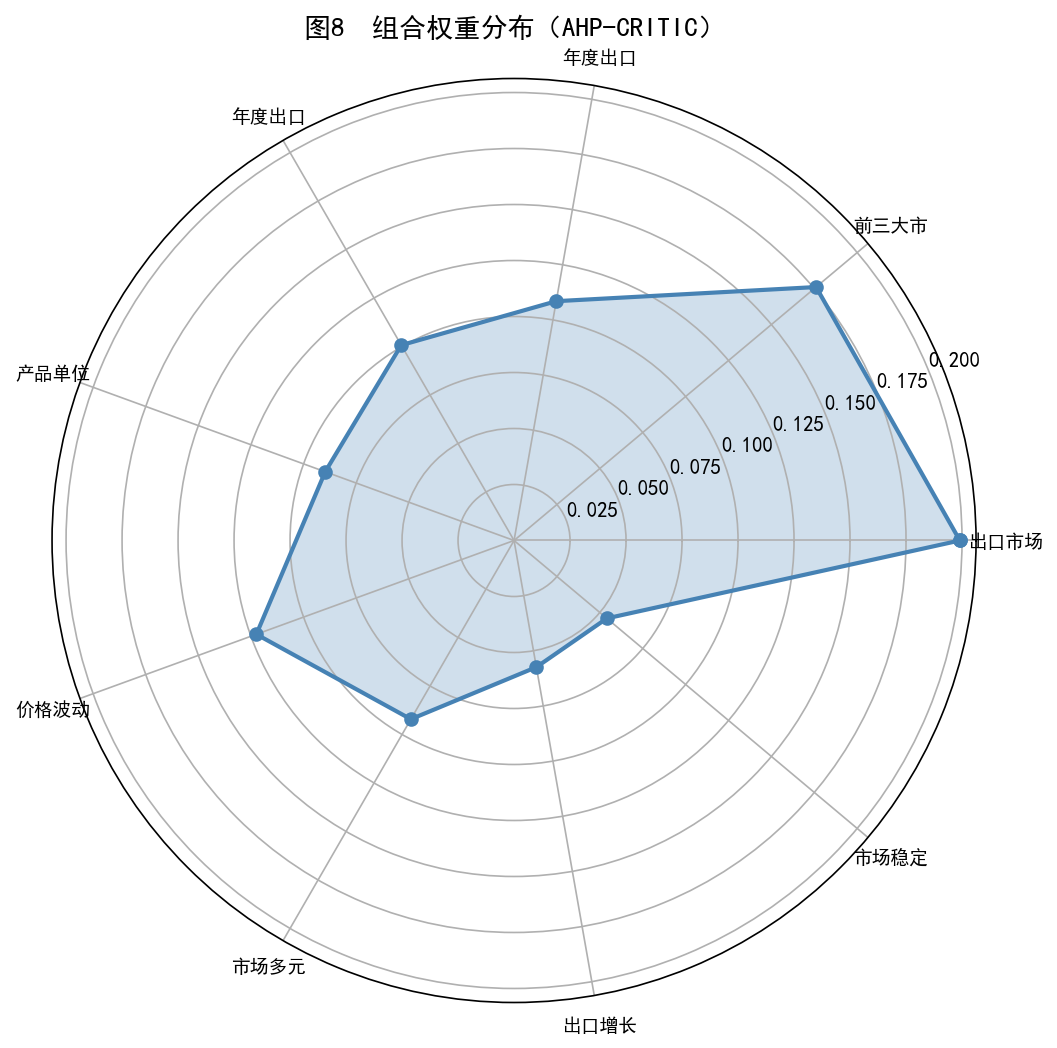 图8  组合权重分布（AHP-CRITIC）
年度出口
年度出口
前三大市
产品单位
0.200
0.175
0.150
0.125
0.100
0.075
0.050
0.025
出口市场
价格波动
市场稳定
市场多元
出口增长